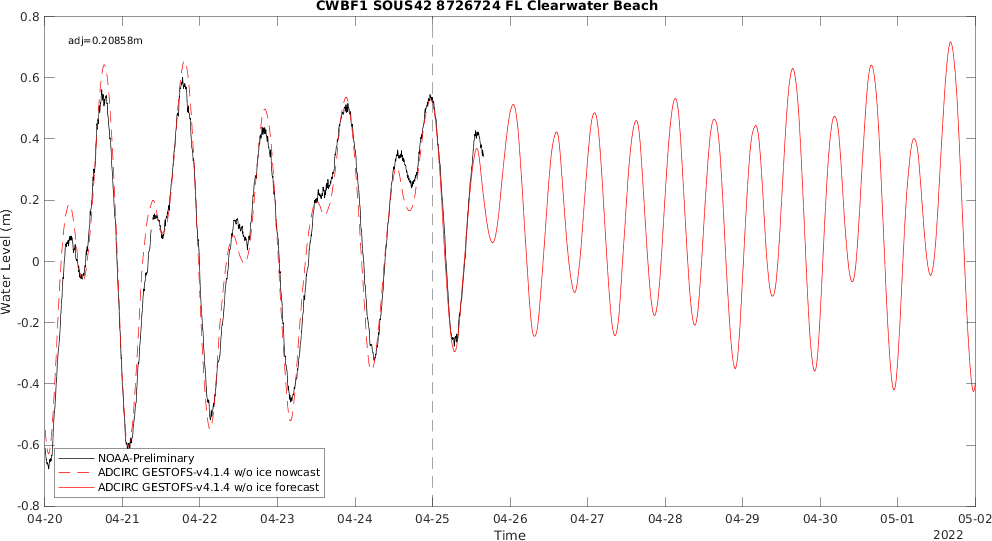 CWBF1 SOUS42 8726724 FL Clearwater Beach
adj=0.20858m
Water Level (m)
0.8
0.6
0.4
0.2
0
-0.2
-0.4
-0.6
-0.8
NOAA-Preliminary
ADCIRC GESTOFS-v4.1.4 w/o ice nowcast
ADCIRC GESTOFS-v4.1.4 w/o ice forecast
04-20 04-21 04-22 04-23 04-24 04-25 04-26 04-27 04-28 04-29 04-30 05-01 05-02
Time
2022